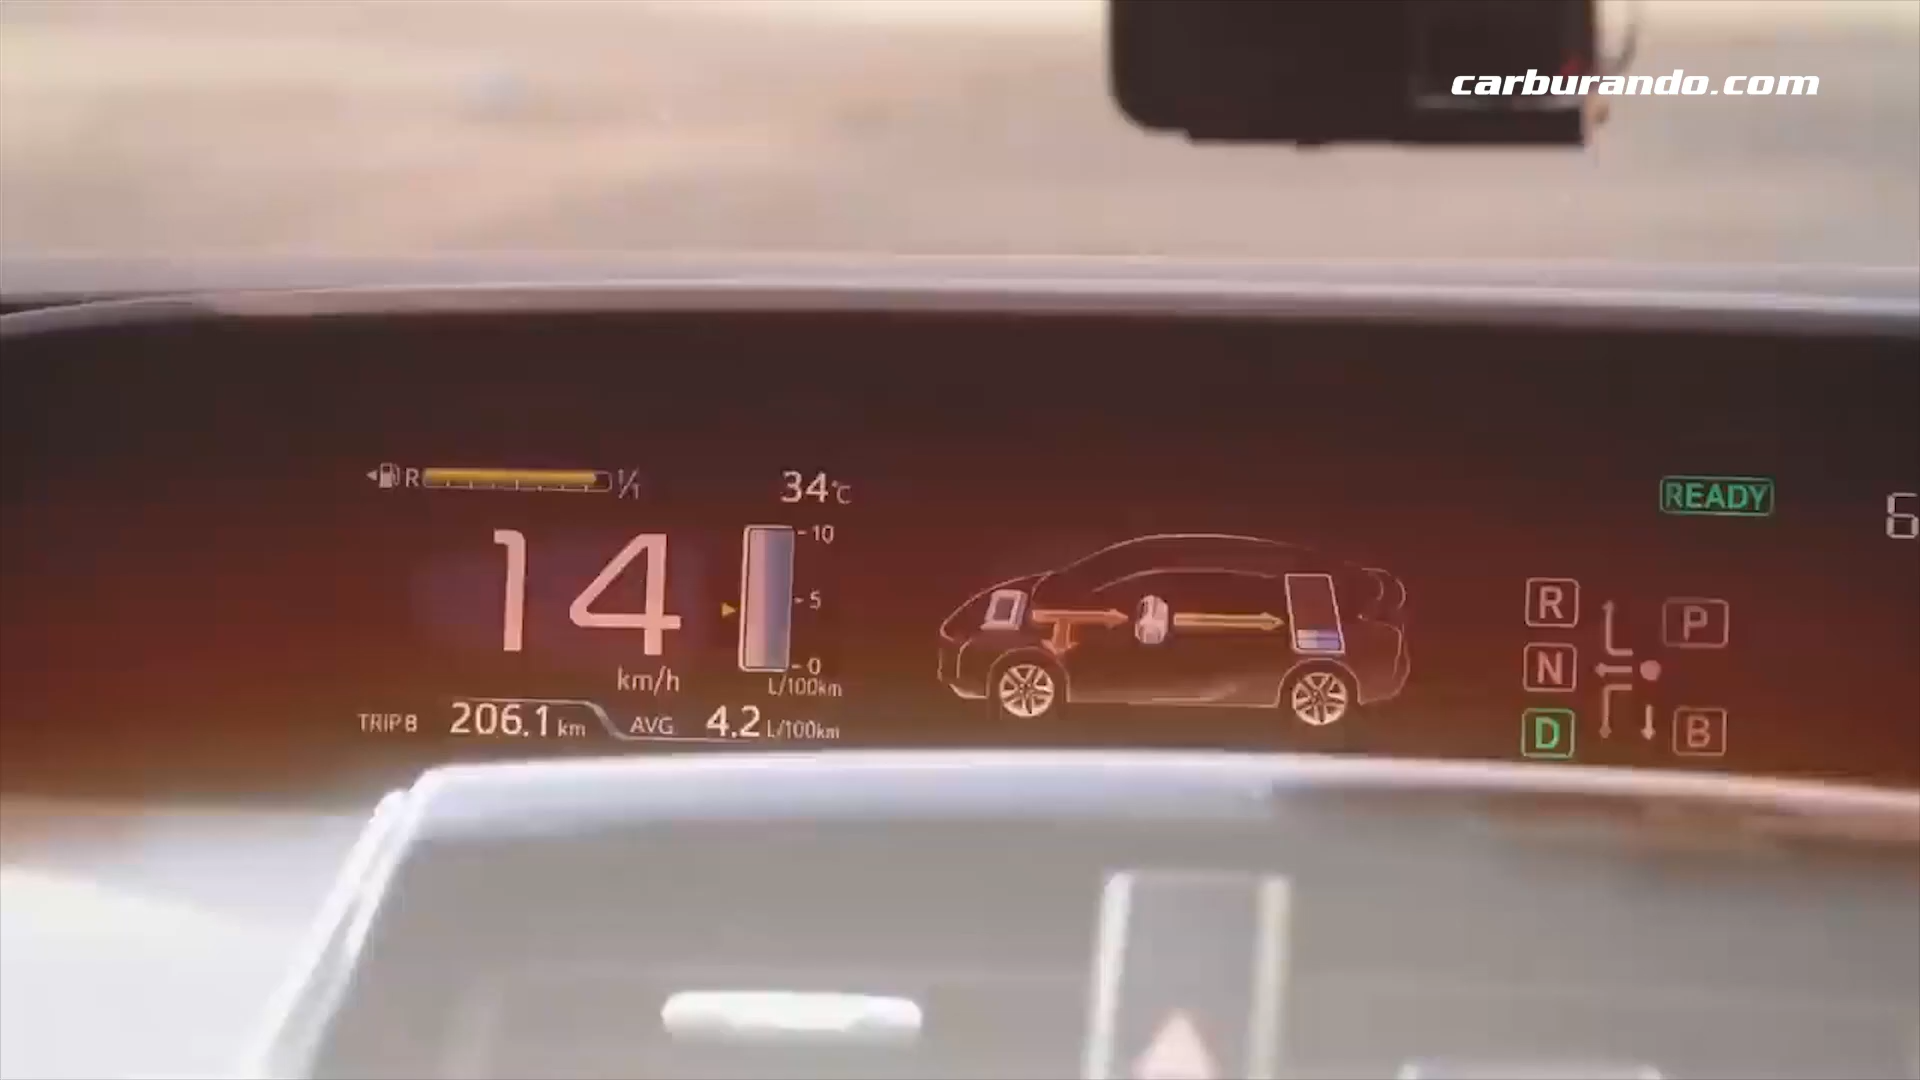 carburando.com
R 1/1
34°C
READY
6
14
km/h
10
5
0
L/100km
TRIP B 206.1 km
AVG. 4.2 L/100km
R
P
N
D
B